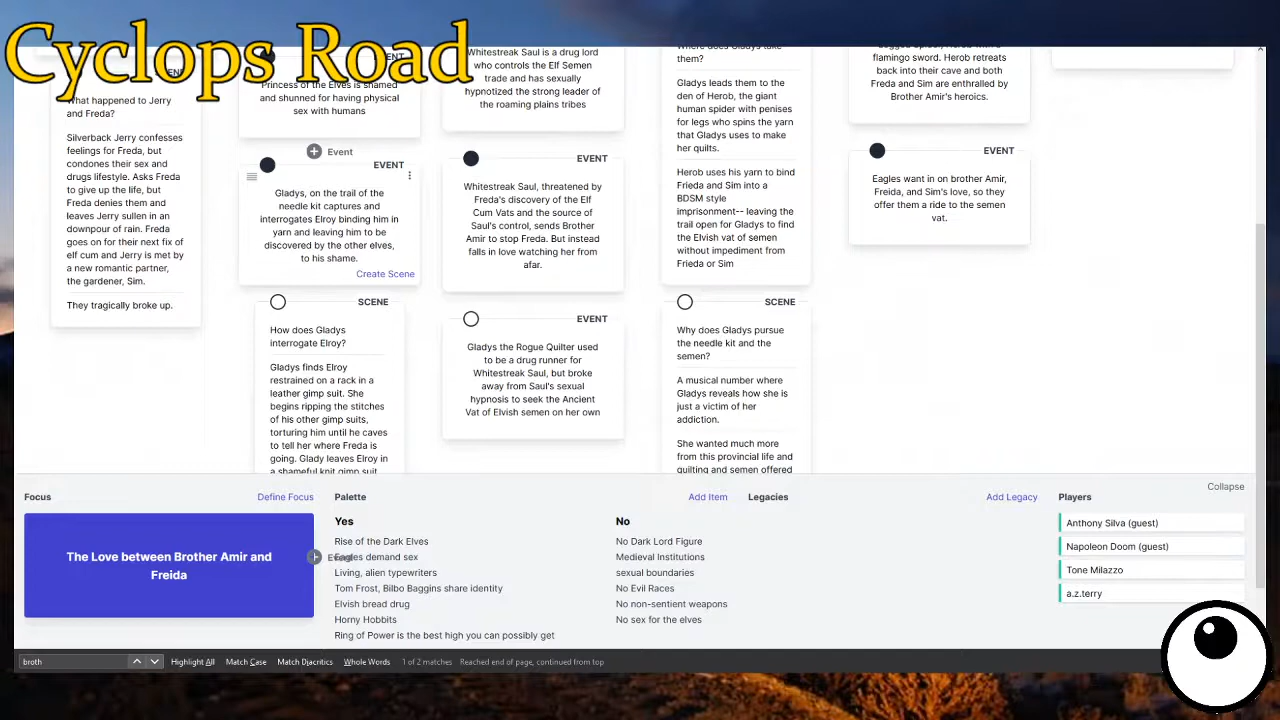 Cyclops Road
What happened to Jerry
and Freda?
Silverback Jerry confesses
feelings for Freda, but
condones their sex and
drugs lifestyle. Asks Freda
to give up the life, but
Freda denies them and
leaves Jerry sullen in an
downpour of rain. Freda
goes on for their next fix of
elf cum and Jerry is met by
a new romantic partner,
the gardener, Sim.
They tragically broke up.
Princess of the Elves is shamed
and shunned for having physical
sex with humans
Event
EVENT
Gladys, on the trail of the
needle kit captures and
interrogates Elroy binding him in
yarn and leaving him to be
discovered by the other elves,
to his shame.
Create Scene
SCENE
How does Gladys
interrogate Elroy?
Gladys finds Elroy
restrained on a rack in a
leather gimp suit. She
begins ripping the stitches
of his other gimp suits,
torturing him until he caves
to tell her where Freda is
going. Glady leaves Elroy in
a shameful knit gimp suit
Whitestreak Saul is a drug lord
who controls the Elf Semen
trade and has sexually
hypnotized the strong leader of
the roaming plains tribes
EVENT
Whitestreak Saul, threatened by
Freda's discovery of the Elf
Cum Vats and the source of
Saul's control, sends Brother
Amir to stop Freda. But instead
falls in love watching her from
afar.
EVENT
Gladys the Rogue Quilter used
to be a drug runner for
Whitestreak Saul, but broke
away from Saul's sexual
hypnosis to seek the Ancient
Vat of Elvish semen on her own
Where does Gladys take
them?
Gladys leads them to the
den of Herob, the giant
human spider with penises
for legs who spins the yarn
that Gladys uses to make
her quilts.
Herob uses his yarn to bind
Frieda and Sim into a
BDSM style
imprisonment-- leaving the
trail open for Gladys to find
the Elvish vat of semen
without impediment from
Frieda or Sim
SCENE
Why does Gladys pursue
the needle kit and the
semen?
A musical number where
Gladys reveals how she is
just a victim of her
addiction.
She wanted much more
from this provincial life and
quilting and semen offered
flamingo sword. Herob retreats
back into their cave and both
Freda and Sim are enthralled by
Brother Amir's heroics.
EVENT
Eagles want in on brother Amir,
Freida, and Sim's love, so they
offer them a ride to the semen
vat.
Collapse
Focus
Define Focus
The Love between Brother Amir and
Freida
Palette
Add Item
Yes
Rise of the Dark Elves
Eagles demand sex
Living, alien typewriters
Tom Frost, Bilbo Baggins share identity
Elvish bread drug
Horny Hobbits
Ring of Power is the best high you can possibly get
No
No Dark Lord Figure
Medieval Institutions
sexual boundaries
No Evil Races
No non-sentient weapons
No sex for the elves
Legacies
Add Legacy
Players
Anthony Silva (guest)
Napoleon Doom (guest)
Tone Milazzo
a.z.terry
broth
Highlight All
Match Case
Match Diacritics
Whole Words
1 of 2 matches
Reached end of page, continued from top